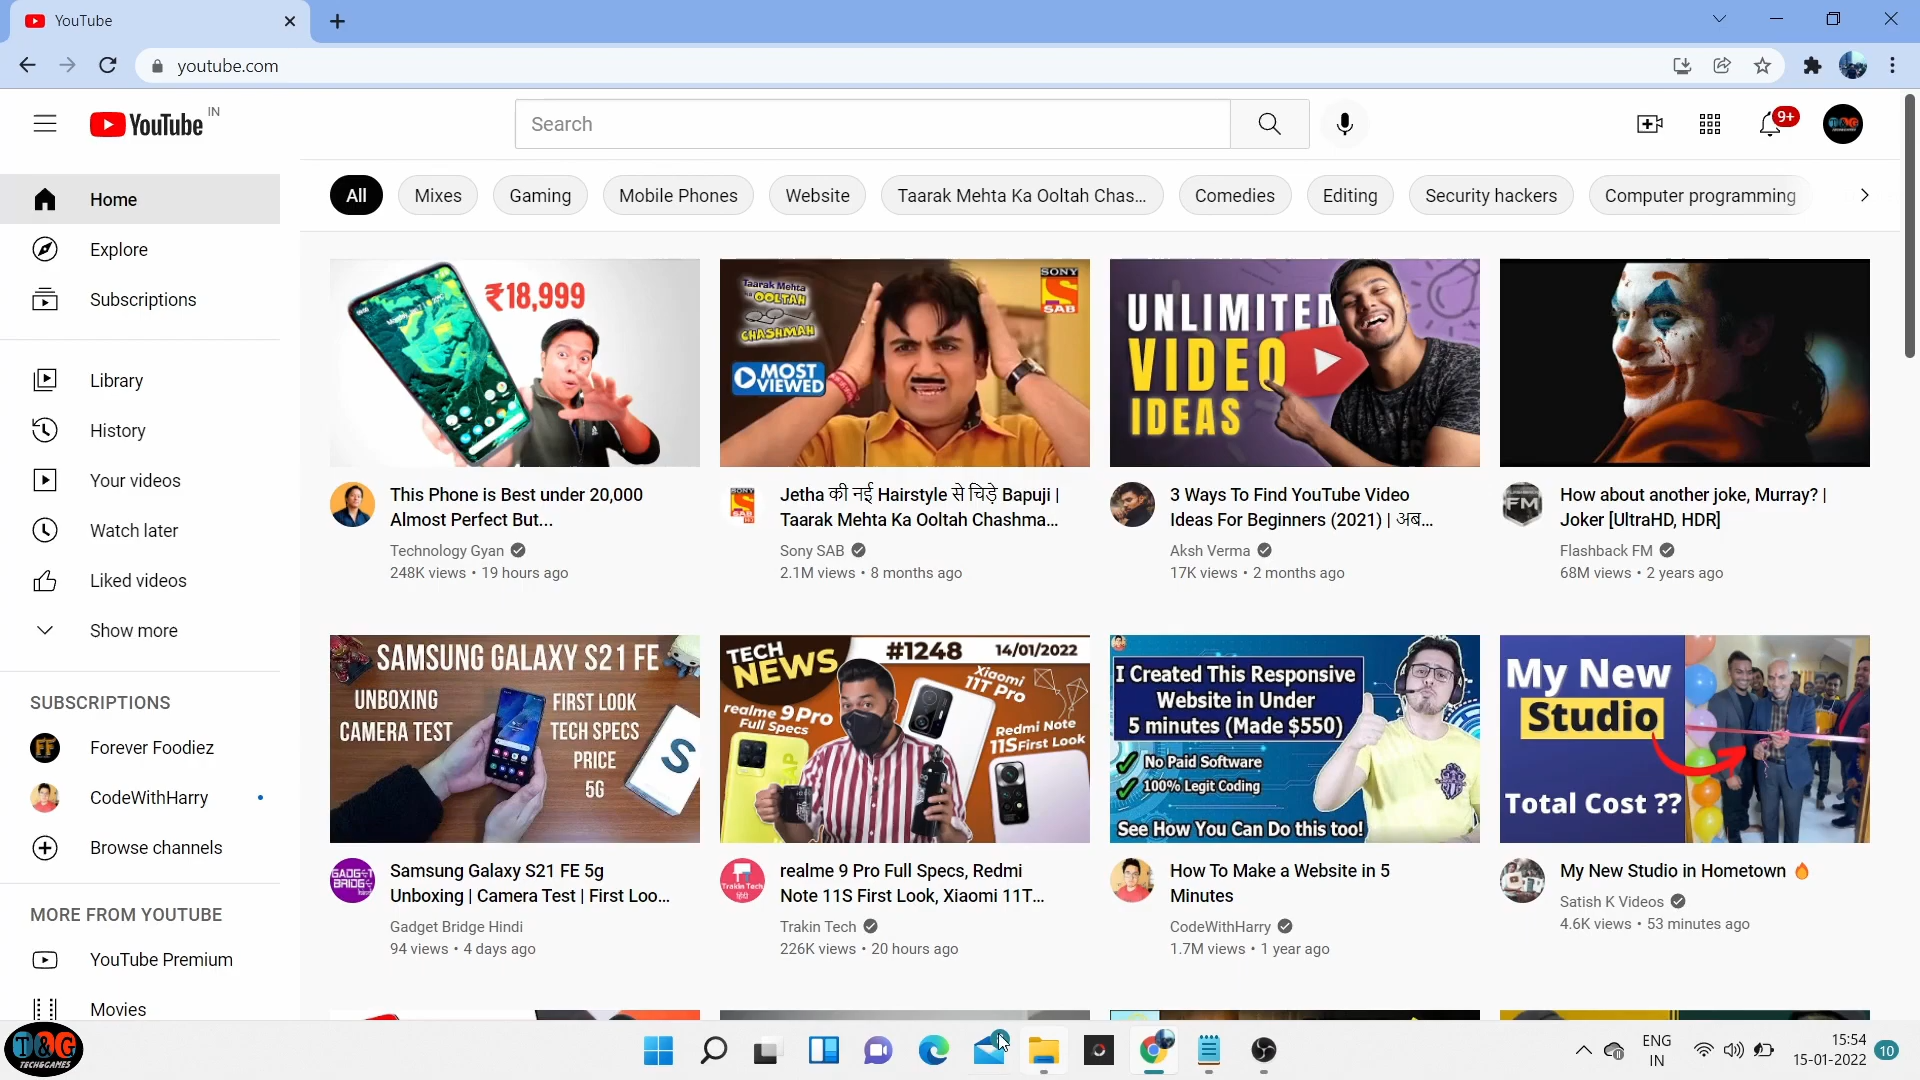 YouTube
youtube.com
YouTube IN
Search
9+
Home
Explore
Subscriptions
Library
History
Your videos
Watch later
Liked videos
Show more
SUBSCRIPTIONS
Forever Foodiez
CodeWithHarry
Browse channels
MORE FROM YOUTUBE
YouTube Premium
Movies
All
Mixes
Gaming
Mobile Phones
Website
Taarak Mehta Ka Ooltah Chas...
Comedies
Editing
Security hackers
Computer programming
₹18,999
This Phone is Best under 20,000
Almost Perfect But...
Technology Gyan
248K views • 19 hours ago
Taarak Mehta
Ka OOLTAH
CHASHMAH
MOST
VIEWED
SONY
SAB
Jetha की नई Hairstyle से चिड़े Bapuji |
Taarak Mehta Ka Ooltah Chashma...
Sony SAB
2.1M views • 8 months ago
UNLIMITED
VIDEO
IDEAS
3 Ways To Find YouTube Video
Ideas For Beginners (2021) | अब...
Aksh Verma
17K views • 2 months ago
FM
How about another joke, Murray? |
Joker [UltraHD, HDR]
Flashback FM
68M views • 2 years ago
SAMSUNG GALAXY S21 FE
UNBOXING
CAMERA TEST
FIRST LOOK
TECH SPECS
PRICE
5G
S
GADGET
BRIDGE
Samsung Galaxy S21 FE 5g
Unboxing | Camera Test | First Loo...
Gadget Bridge Hindi
94 views • 4 days ago
TECH
NEWS
#1248
14/01/2022
Xiaomi
11T Pro
realme 9 Pro
Full Specs
Redmi Note
11S First Look
Trakin Tech
हिंदी
realme 9 Pro Full Specs, Redmi
Note 11S First Look, Xiaomi 11T...
Trakin Tech
226K views • 20 hours ago
I Created This Responsive
Website in Under
5 minutes (Made $550)
No Paid Software
100% Legit Coding
See How You Can Do this too!
How To Make a Website in 5
Minutes
CodeWithHarry
1.7M views • 1 year ago
My New
Studio
Total Cost ??
My New Studio in Hometown 🔥
Satish K Videos
4.6K views • 53 minutes ago
T&G
TECH&GAMES
ENG
IN
15:54
15-01-2022
10